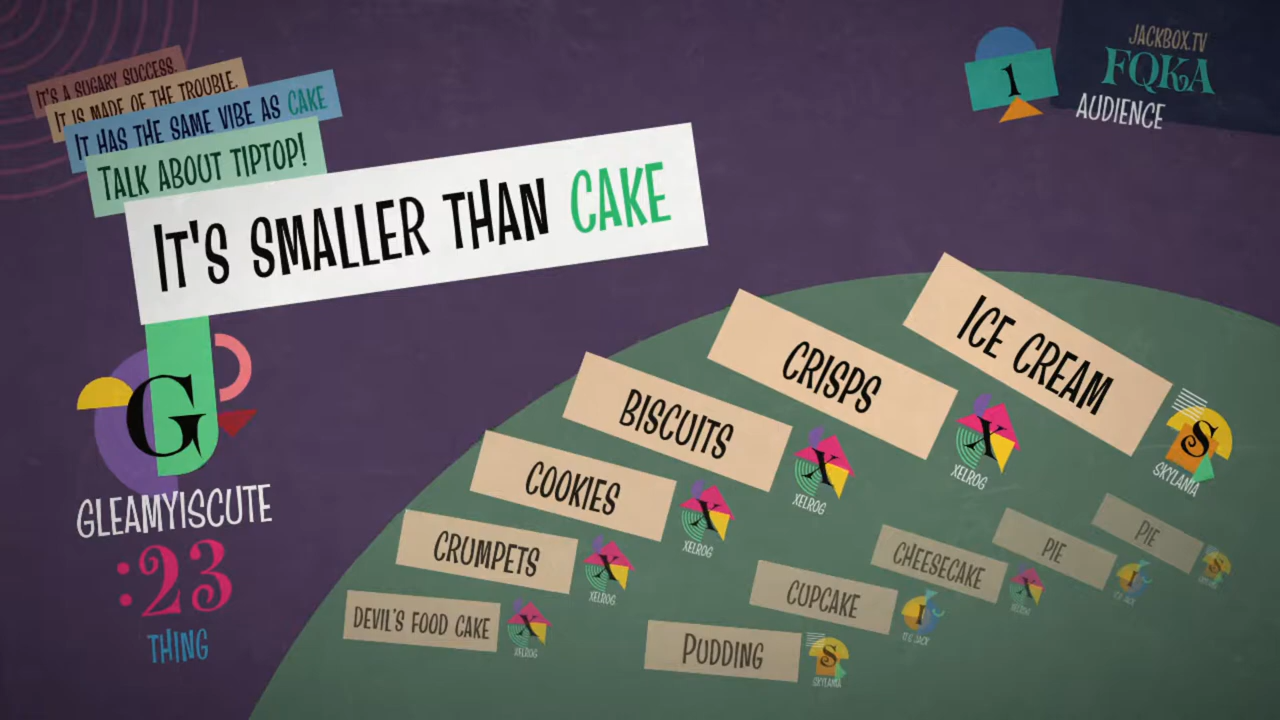 IT'S A SUGARY SUCCESS.
IT IS MADE OF THE TROUBLE.
IT HAS THE SAME VIBE AS CAKE
TALK ABOUT TIPTOP!
IT'S SMALLER THAN CAKE
G
GLEAMYISCUTE
:23
THING
1
AUDIENCE
JACKBOX.TV
FQKA
ICE CREAM
S
SKYLANIA
CRISPS
X
XELROG
BISCUITS
X
XELROG
COOKIES
X
XELROG
CRUMPETS
X
XELROG
DEVIL'S FOOD CAKE
X
XELROG
PIE
S
PIE
I
CHEESECAKE
X
XELROG
CUPCAKE
I
PUDDING
S
SKYLANIA